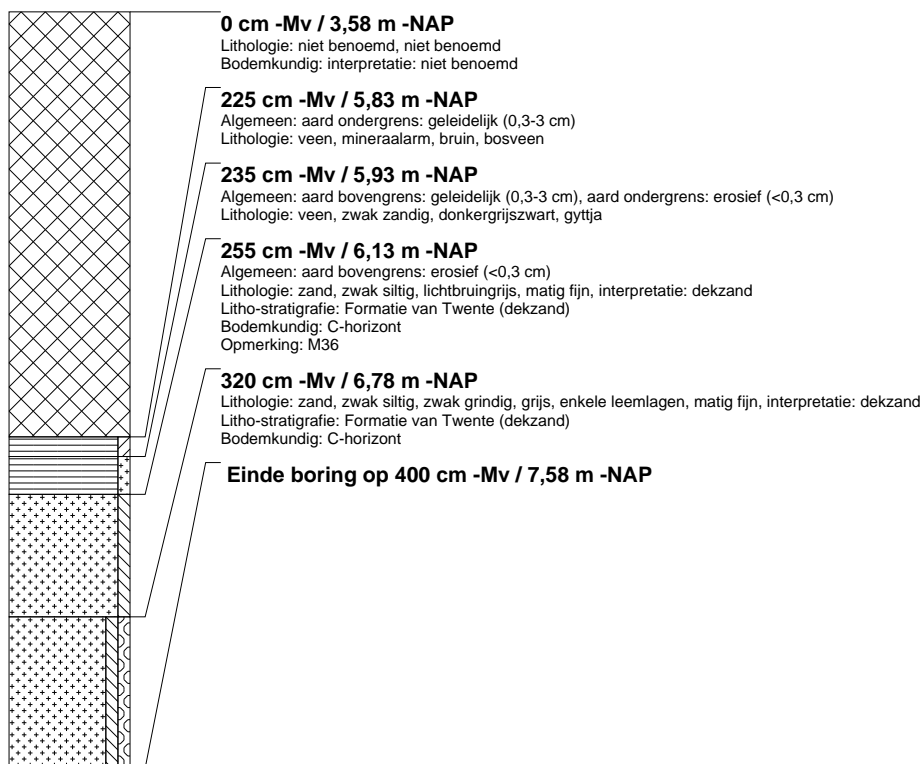 0 cm -Mv / 3,58 m -NAP
Lithologie: niet benoemd, niet benoemd
Bodemkundig: interpretatie: niet benoemd
225 cm -Mv / 5,83 m -NAP
Algemeen: aard ondergrens: geleidelijk (0,3-3 cm)
Lithologie: veen, mineraalarm, bruin, bosveen
235 cm -Mv / 5,93 m -NAP
Algemeen: aard bovengrens: geleidelijk (0,3-3 cm), aard ondergrens: erosief (<0,3 cm)
Lithologie: veen, zwak zandig, donkergrijszwart, gyttja
255 cm -Mv / 6,13 m -NAP
Algemeen: aard bovengrens: erosief (<0,3 cm)
Lithologie: zand, zwak siltig, lichtbruingrijs, matig fijn, interpretatie: dekzand
Litho-stratigrafie: Formatie van Twente (dekzand)
Bodemkundig: C-horizont
Opmerking: M36
320 cm -Mv / 6,78 m -NAP
Lithologie: zand, zwak siltig, zwak grindig, grijs, enkele leemlagen, matig fijn, interpretatie: dekzand
Litho-stratigrafie: Formatie van Twente (dekzand)
Bodemkundig: C-horizont
Einde boring op 400 cm -Mv / 7,58 m -NAP